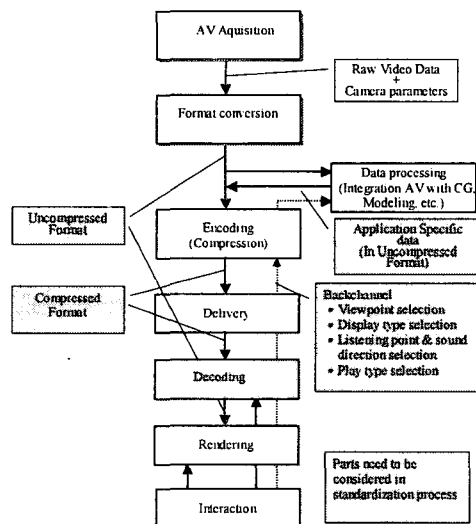 AV Aquisition
Raw Video Data
+
Camera parameters
Format conversion
Data processing
(Integration AV with CG,
Modeling, etc.)
Uncompressed
Format
Encoding
(Compression)
Application Specific
data
(In Uncompressed
Format)
Compressed
Format
Delivery
Backchannel
• Viewpoint selection
• Display type selection
• Listening point & sound
direction selection
• Play type selection
Decoding
Rendering
Interaction
Parts need to be
considered in
standardization process